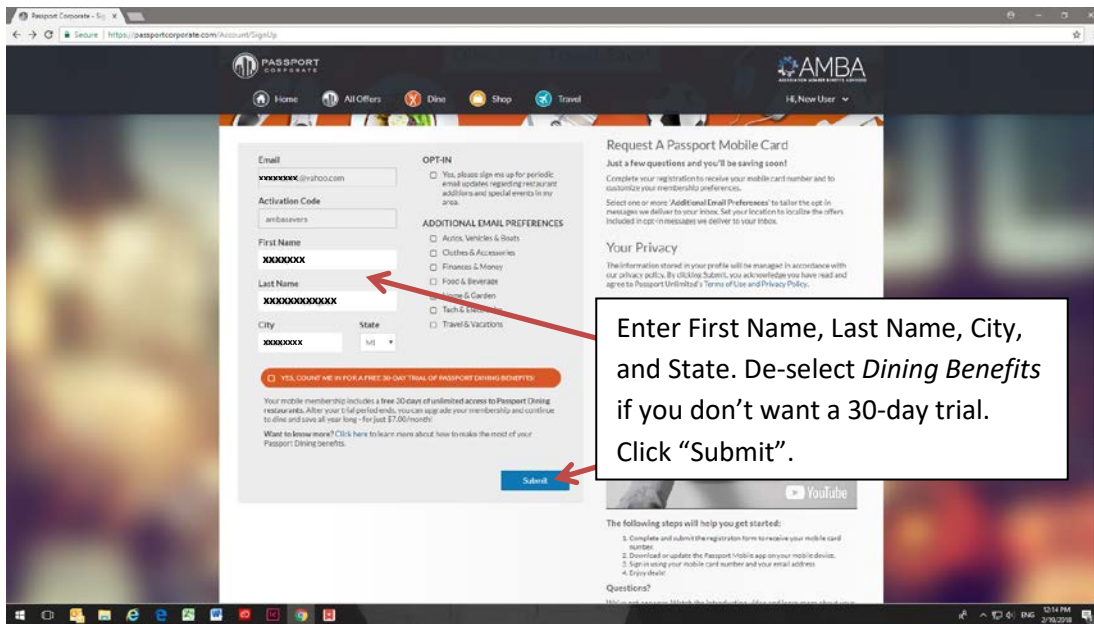 Passport Corporate - Sig
Secure | https://passportcorporate.com/Account/SignUp
PASSPORT
CORPORATE
AMBA
ASSOCIATION MEMBER BENEFITS ADVISORS
Home
All Offers
Dine
Shop
Travel
Hi, New User
Email
xxxxxxxx.@yahoo.com
Activation Code
ambasavers
First Name
xxxxxxx
Last Name
xxxxxxxxxxxx
City
State
xxxxxxxx
MI
OPT-IN
Yes, please sign me up for periodic
email updates regarding restaurant
additions and special events in my
area.
ADDITIONAL EMAIL PREFERENCES
Autos, Vehicles & Boats
Clothes & Accessories
Finances & Money
Food & Beverage
Home & Garden
Tech &
Travel & Vacations
YES, COUNT ME IN FOR A FREE 30-DAY TRIAL OF PASSPORT DINING BENEFITS!
Your mobile membership includes a free 30 days of unlimited access to Passport Dining
restaurants. After your trial period ends, you can upgrade your membership and continue
to dine and save all year long - for just $7.00/month!
Want to know more? Click here to learn more about how to make the most of your
Passport Dining benefits.
Submit
Request A Passport Mobile Card
Just a few questions and you'll be saving soon!
Complete your registration to receive your mobile card number and to
customize your membership preferences.
Select one or more 'Additional Email Preferences' to tailor the opt-in
messages we deliver to your inbox. Set your location to localize the offers
included in opt-in messages we deliver to your inbox.
Your Privacy
The information stored in your profile will be managed in accordance with
our privacy policy. By clicking Submit, you acknowledge you have read and
agree to Passport Unlimited's Terms of Use and Privacy Policy.
Enter First Name, Last Name, City,
and State. De-select Dining Benefits
if you don't want a 30-day trial.
Click “Submit”.
YouTube
The following steps will help you get started:
1. Complete and submit the registraton form to receive your mobile card
number.
2. Download or update the Passport Mobile app on your mobile device.
3. Sign in using your mobile card number and your email address
4. Enjoy deals!
Questions?
ENG
12:14 PM
2/19/2018